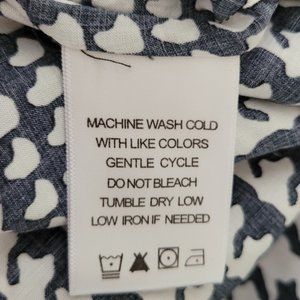 MACHINE WASH COLD
WITH LIKE COLORS
GENTLE CYCLE
DO NOT BLEACH
TUMBLE DRY LOW
LOW IRON IF NEEDED